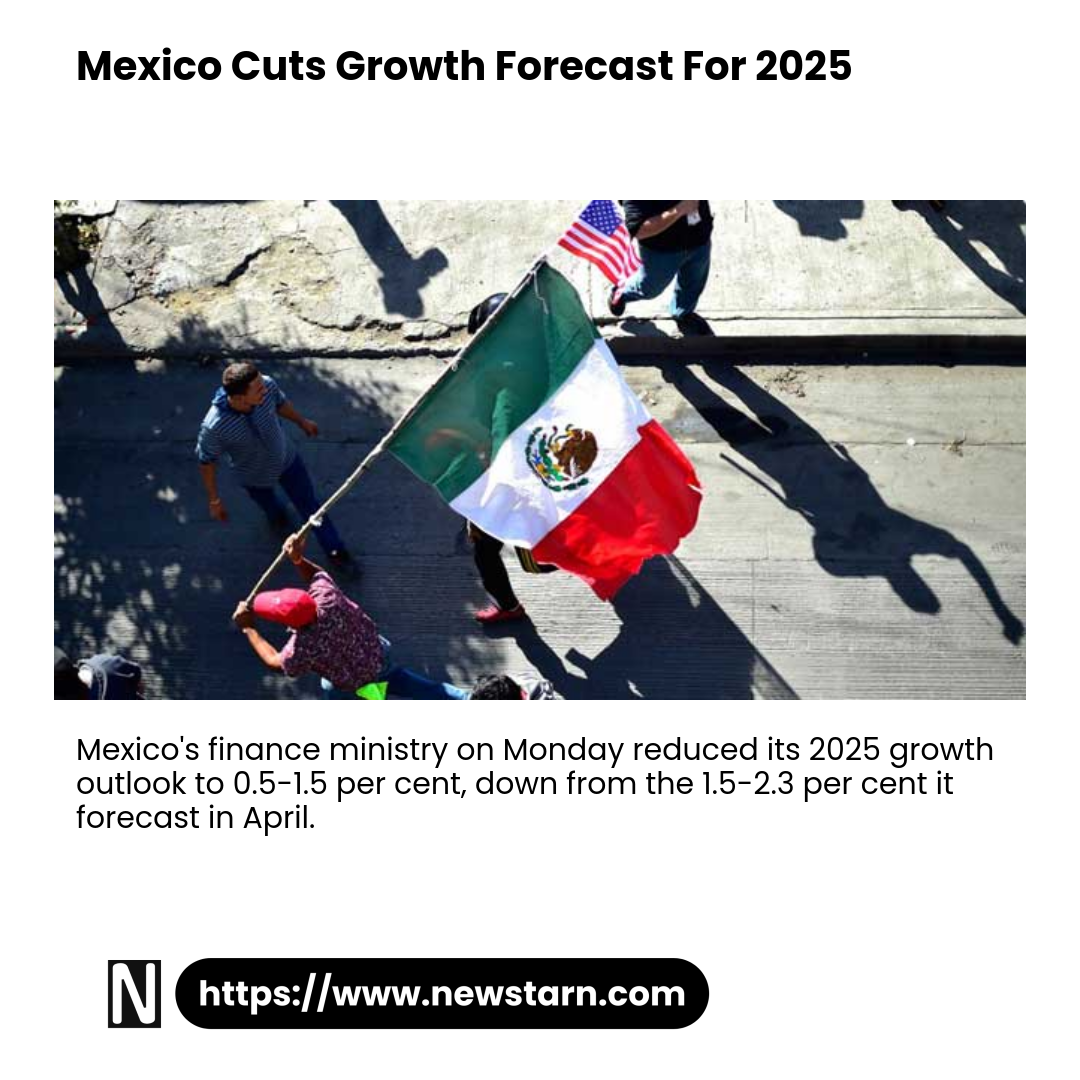 Mexico Cuts Growth Forecast For 2025
Mexico's finance ministry on Monday reduced its 2025 growth
outlook to 0.5-1.5 per cent, down from the 1.5-2.3 per cent it
forecast in April.
N
https://www.newstarn.com